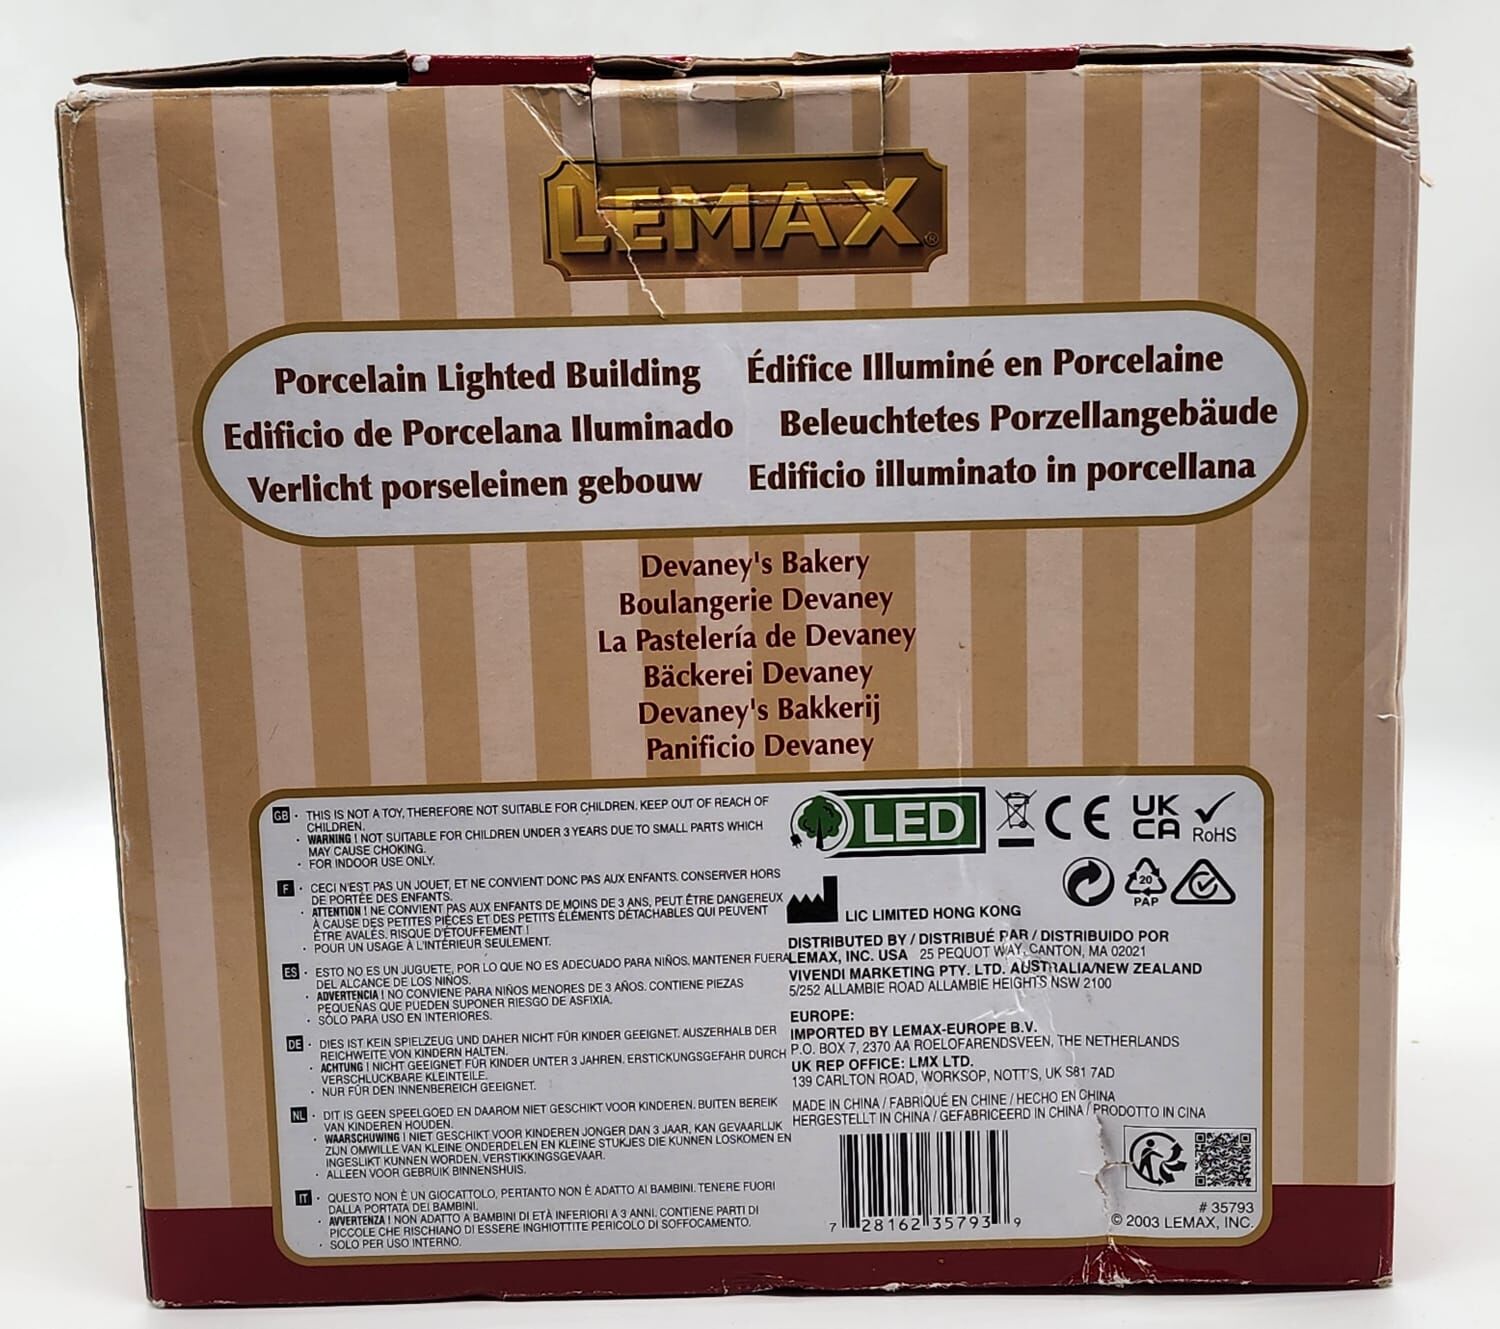 LEMAX®
Porcelain Lighted Building
Édifice Illuminé en Porcelaine
Edificio de Porcelana Iluminado
Beleuchtetes Porzellangebäude
Verlicht porseleinen gebouw
Edificio illuminato in porcellana
Devaney's Bakery
Boulangerie Devaney
La Pastelería de Devaney
Bäckerei Devaney
Devaney's Bakkerij
Panificio Devaney
GB · THIS IS NOT A TOY, THEREFORE NOT SUITABLE FOR CHILDREN. KEEP OUT OF REACH OF
CHILDREN.
· WARNING ! NOT SUITABLE FOR CHILDREN UNDER 3 YEARS DUE TO SMALL PARTS WHICH
MAY CAUSE CHOKING.
· FOR INDOOR USE ONLY.
F · CECI N'EST PAS UN JOUET, ET NE CONVIENT DONC PAS AUX ENFANTS. CONSERVER HORS
DE PORTÉE DES ENFANTS.
· ATTENTION ! NE CONVIENT PAS AUX ENFANTS DE MOINS DE 3 ANS, PEUT ÊTRE DANGEREUX
À CAUSE DES PETITES PIÈCES ET DES PETITS ÉLÉMENTS DÉTACHABLES QUI PEUVENT
ÊTRE AVALÉS. RISQUE D'ÉTOUFFEMENT !
· POUR UN USAGE À L'INTÉRIEUR SEULEMENT.
ES · ESTO NO ES UN JUGUETE, POR LO QUE NO ES ADECUADO PARA NIÑOS. MANTENER FUERA
DEL ALCANCE DE LOS NIÑOS.
· ADVERTENCIA ! NO CONVIENE PARA NIÑOS MENORES DE 3 AÑOS. CONTIENE PIEZAS
PEQUEÑAS QUE PUEDEN SUPONER RIESGO DE ASFIXIA.
· SÓLO PARA USO EN INTERIORES.
DE · DIES IST KEIN SPIELZEUG UND DAHER NICHT FÜR KINDER GEEIGNET. AUSZERHALB DER
REICHWEITE VON KINDERN HALTEN.
· ACHTUNG ! NICHT GEEIGNET FÜR KINDER UNTER 3 JAHREN. ERSTICKUNGSGEFAHR DURCH
VERSCHLUCKBARE KLEINTEILE.
· NUR FÜR DEN INNENBEREICH GEEIGNET.
NL · DIT IS GEEN SPEELGOED EN DAAROM NIET GESCHIKT VOOR KINDEREN. BUITEN BEREIK
VAN KINDEREN HOUDEN.
· WAARSCHUWING ! NIET GESCHIKT VOOR KINDEREN JONGER DAN 3 JAAR, KAN GEVAARLIJK
ZIJN OMWILLE VAN KLEINE ONDERDELEN EN KLEINE STUKJES DIE KUNNEN LOSKOMEN EN
INGESLIKT KUNNEN WORDEN. VERSTIKKINGSGEVAAR.
· ALLEEN VOOR GEBRUIK BINNENSHUIS.
IT · QUESTO NON È UN GIOCATTOLO, PERTANTO NON È ADATTO AI BAMBINI. TENERE FUORI
DALLA PORTATA DEI BAMBINI.
· AVVERTENZA ! NON ADATTO A BAMBINI DI ETÀ INFERIORI A 3 ANNI. CONTIENE PARTI DI
PICCOLE CHE RISCHIANO DI ESSERE INGHIOTTITE PERICOLO DI SOFFOCAMENTO.
· SOLO PER USO INTERNO.
LED
CE
UK
CA
RoHS
20
PAP
LIC LIMITED HONG KONG
DISTRIBUTED BY / DISTRIBUÉ PAR / DISTRIBUIDO POR
LEMAX, INC. USA 25 PEQUOT WAY, CANTON, MA 02021
VIVENDI MARKETING PTY. LTD. AUSTRALIA/NEW ZEALAND
5/252 ALLAMBIE ROAD ALLAMBIE HEIGHTS NSW 2100
EUROPE:
IMPORTED BY LEMAX-EUROPE B.V.
P.O. BOX 7, 2370 AA ROELOFARENDSVEEN, THE NETHERLANDS
UK REP OFFICE: LMX LTD.
139 CARLTON ROAD, WORKSOP, NOTT'S, UK S81 7AD
MADE IN CHINA / FABRIQUÉ EN CHINE / HECHO EN CHINA
HERGESTELLT IN CHINA / GEFABRICEERD IN CHINA / PRODOTTO IN CINA
7 28162 35793 9
# 35793
© 2003 LEMAX, INC.